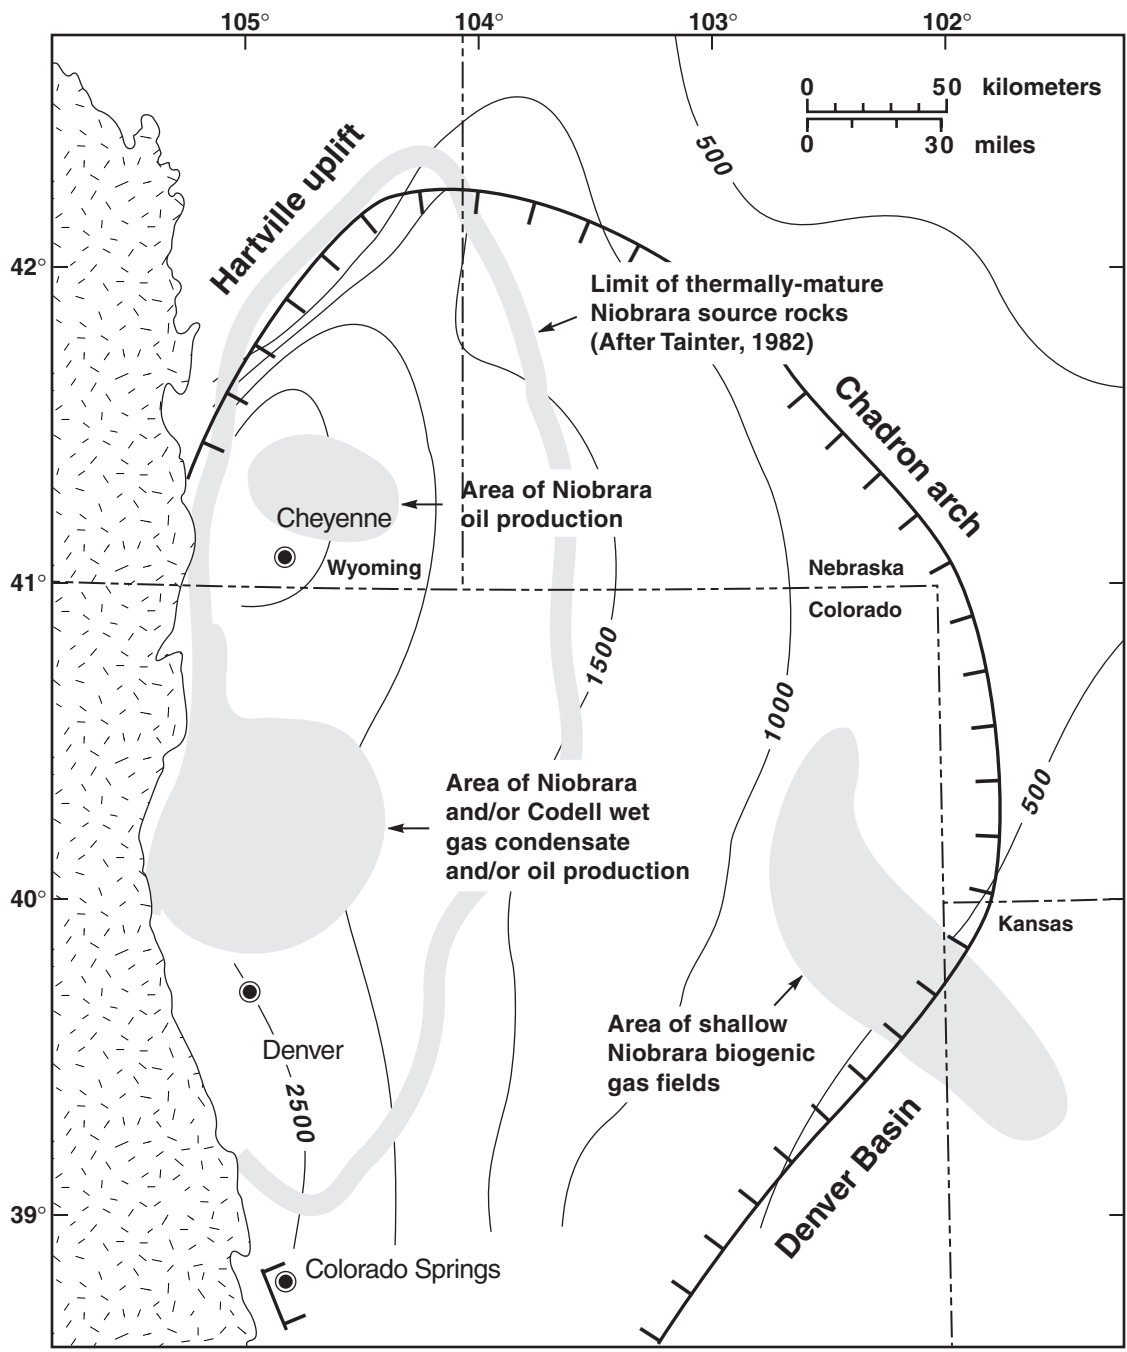 105° 104° 103° 102°
0 50 kilometers
0 30 miles
500
Hartville uplift
42°
Limit of thermally-mature
Niobrara source rocks
(After Tainter, 1982)
Chadron arch
Area of Niobrara
oil production
Cheyenne
Wyoming
Nebraska
41°
Colorado
1500
1000
Area of Niobrara
and/or Codell wet
gas condensate
and/or oil production
500
40°
Kansas
Area of shallow
Niobrara biogenic
gas fields
Denver
2500
Denver Basin
39°
Colorado Springs